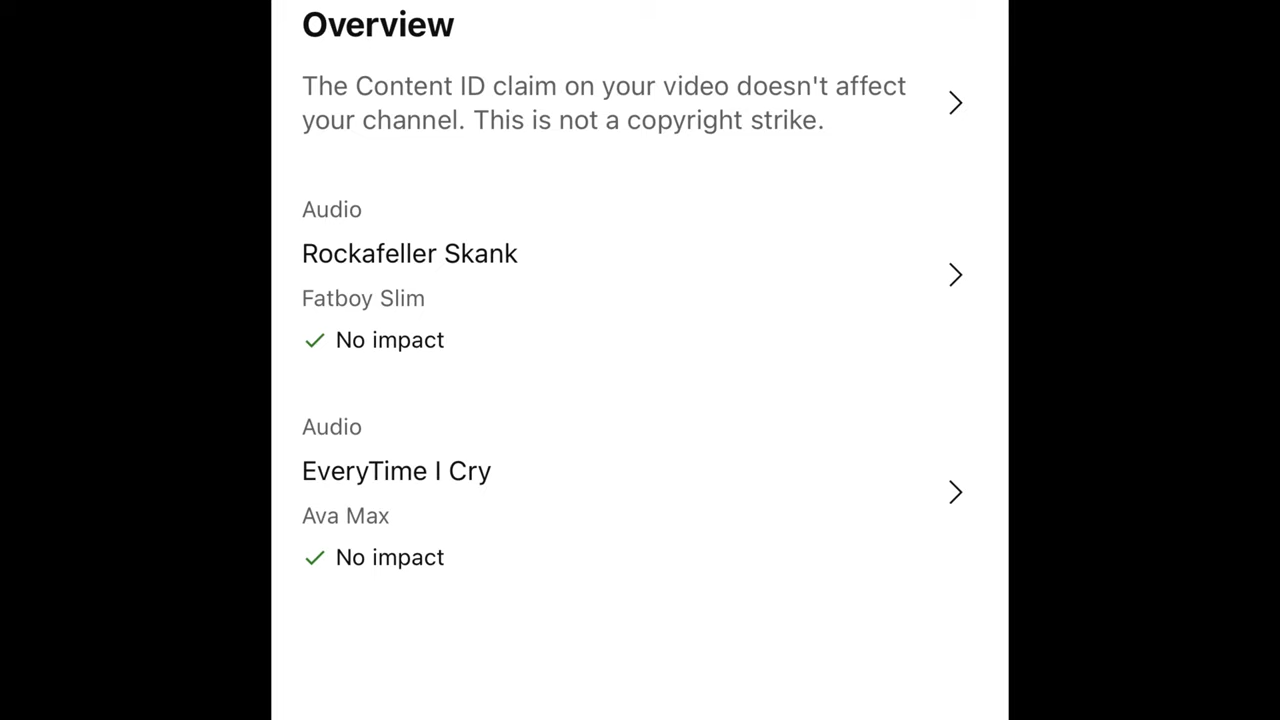 Overview
The Content ID claim on your video doesn't affect
your channel. This is not a copyright strike.
Audio
Rockafeller Skank
Fatboy Slim
No impact
Audio
EveryTime I Cry
Ava Max
No impact